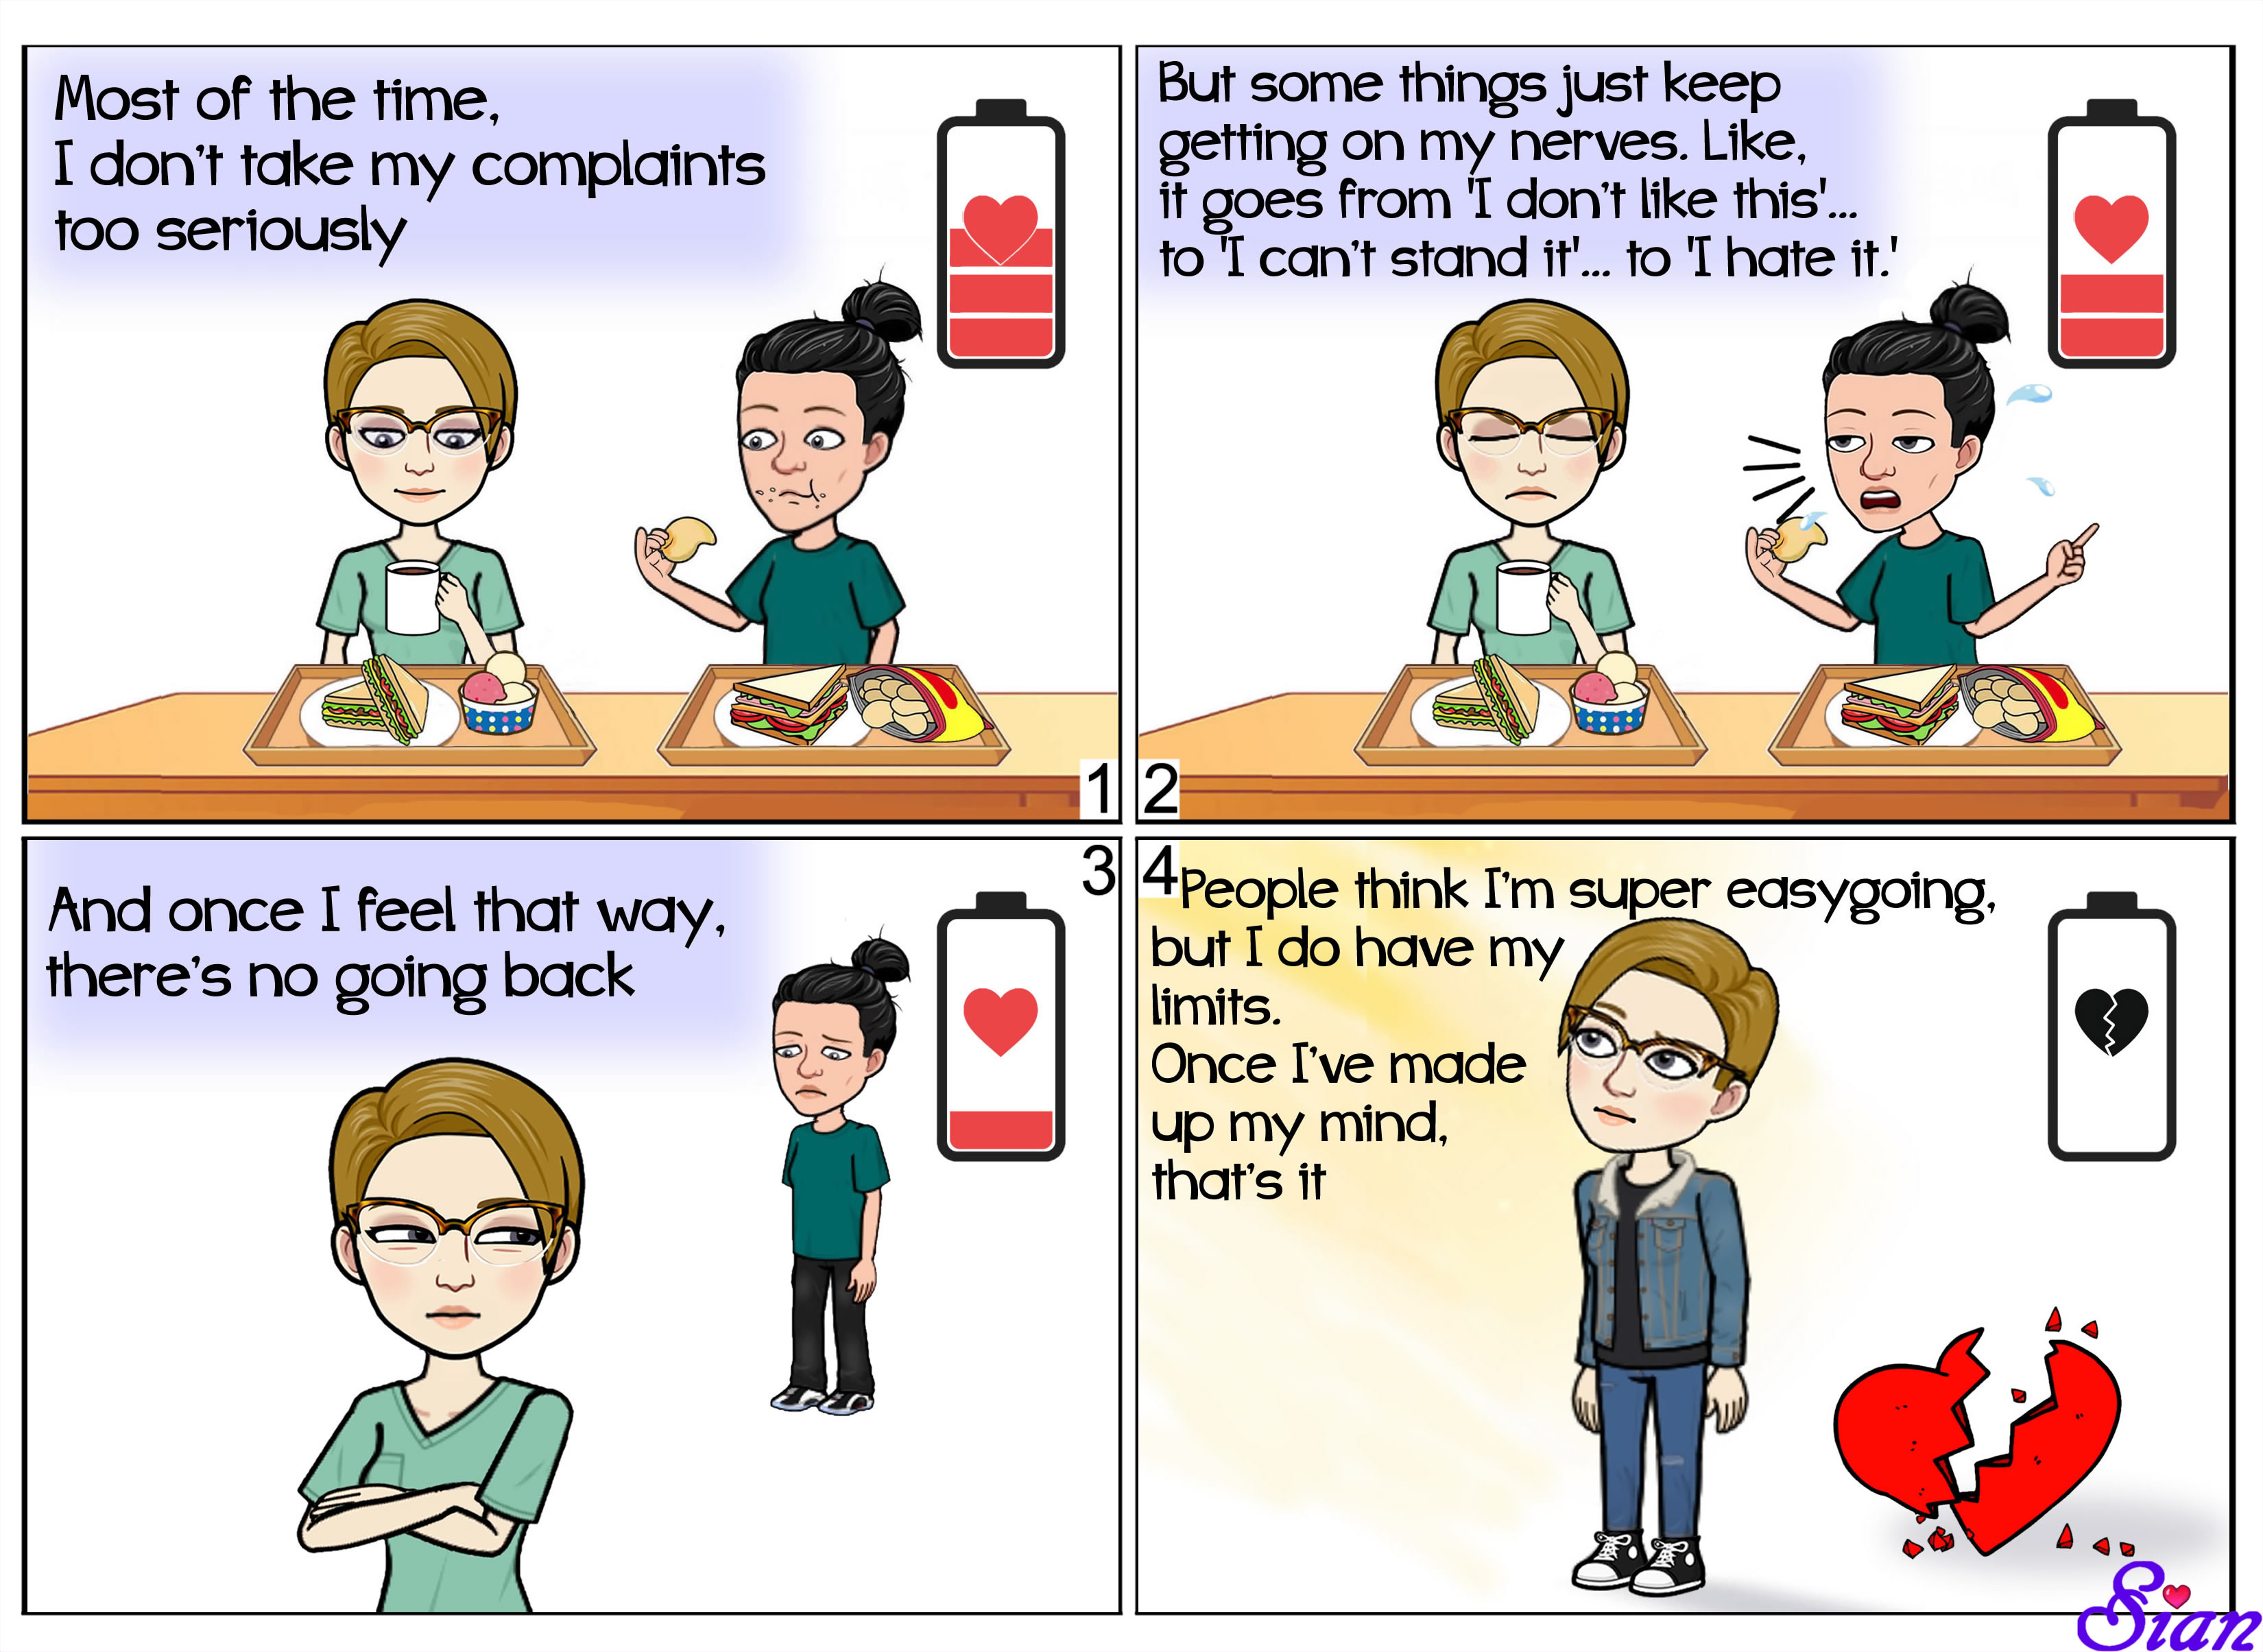 Most of the time,
I don't take my complaints
too seriously
1
But some things just keep
getting on my nerves. Like,
it goes from 'I don't like this'...
to 'I can't stand it'... to 'I hate it.'
2
And once I feel that way,
there's no going back
3
4
People think I'm super easygoing,
but I do have my
limits.
Once I've made
up my mind,
that's it
Sian